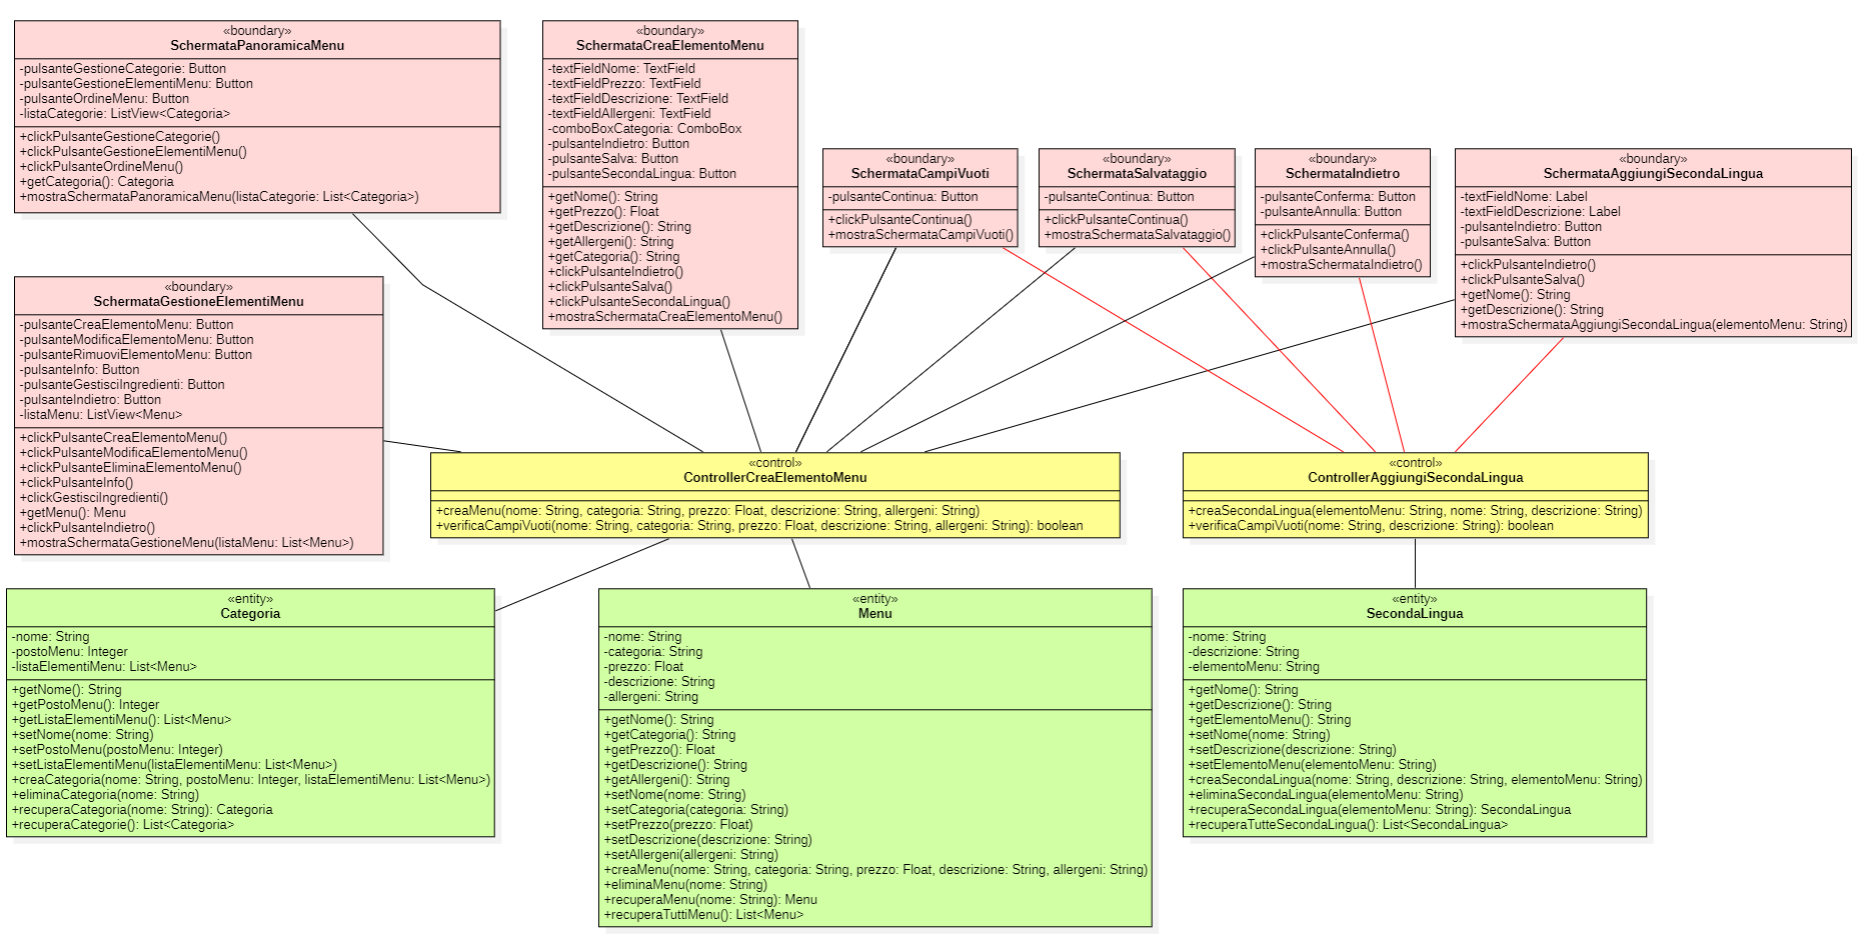 «boundary»
SchermataPanoramicaMenu
-pulsanteGestioneCategorie: Button
-pulsanteGestioneElementiMenu: Button
-pulsanteOrdineMenu: Button
-listaCategorie: ListView<Categoria>
+clickPulsanteGestioneCategorie()
+clickPulsanteGestioneElementiMenu()
+clickPulsanteOrdineMenu()
+getCategoria(): Categoria
+mostraSchermataPanoramicaMenu(listaCategorie: List<Categoria>)
«boundary»
SchermataCreaElementoMenu
-textFieldNome: TextField
-textFieldPrezzo: TextField
-textFieldDescrizione: TextField
-textFieldAllergeni: TextField
-comboBoxCategoria: ComboBox
-pulsanteIndietro: Button
-pulsanteSalva: Button
-pulsanteSecondaLingua: Button
+getNome(): String
+getPrezzo(): Float
+getDescrizione(): String
+getAllergeni(): String
+getCategoria(): String
+clickPulsanteIndietro()
+clickPulsanteSalva()
+clickPulsanteSecondaLingua()
+mostraSchermataCreaElementoMenu()
«boundary»
SchermataCampiVuoti
-pulsanteContinua: Button
+clickPulsanteContinua()
+mostraSchermataCampiVuoti()
«boundary»
SchermataSalvataggio
-pulsanteContinua: Button
+clickPulsanteContinua()
+mostraSchermataSalvataggio()
«boundary»
SchermataIndietro
-pulsanteConferma: Button
-pulsanteAnnulla: Button
+clickPulsanteConferma()
+clickPulsanteAnnulla()
+mostraSchermataIndietro()
«boundary»
SchermataAggiungiSecondaLingua
-textFieldNome: Label
-textFieldDescrizione: Label
-pulsanteIndietro: Button
-pulsanteSalva: Button
+clickPulsanteIndietro()
+clickPulsanteSalva()
+getNome(): String
+getDescrizione(): String
+mostraSchermataAggiungiSecondaLingua(elementoMenu: String)
«boundary»
SchermataGestioneElementiMenu
-pulsanteCreaElementoMenu: Button
-pulsanteModificaElementoMenu: Button
-pulsanteRimuoviElementoMenu: Button
-pulsanteInfo: Button
-pulsanteGestisciIngredienti: Button
-pulsanteIndietro: Button
-listaMenu: ListView<Menu>
+clickPulsanteCreaElementoMenu()
+clickPulsanteModificaElementoMenu()
+clickPulsanteEliminaElementoMenu()
+clickPulsanteInfo()
+clickGestisciIngredienti()
+getMenu(): Menu
+clickPulsanteIndietro()
+mostraSchermataGestioneMenu(listaMenu: List<Menu>)
«control»
ControllerCreaElementoMenu
+creaMenu(nome: String, categoria: String, prezzo: Float, descrizione: String, allergeni: String)
+verificaCampiVuoti(nome: String, categoria: String, prezzo: Float, descrizione: String, allergeni: String): boolean
«control»
ControllerAggiungiSecondaLingua
+creaSecondaLingua(elementoMenu: String, nome: String, descrizione: String)
+verificaCampiVuoti(nome: String, descrizione: String): boolean
«entity»
Categoria
-nome: String
-postoMenu: Integer
-listaElementiMenu: List<Menu>
+getNome(): String
+getPostoMenu(): Integer
+getListaElementiMenu(): List<Menu>
+setNome(nome: String)
+setPostoMenu(postoMenu: Integer)
+setListaElementiMenu(listaElementiMenu: List<Menu>)
+creaCategoria(nome: String, postoMenu: Integer, listaElementiMenu: List<Menu>)
+eliminaCategoria(nome: String)
+recuperaCategoria(nome: String): Categoria
+recuperaCategorie(): List<Categoria>
«entity»
Menu
-nome: String
-categoria: String
-prezzo: Float
-descrizione: String
-allergeni: String
+getNome(): String
+getCategoria(): String
+getPrezzo(): Float
+getDescrizione(): String
+getAllergeni(): String
+setNome(nome: String)
+setCategoria(categoria: String)
+setPrezzo(prezzo: Float)
+setDescrizione(descrizione: String)
+setAllergeni(allergeni: String)
+creaMenu(nome: String, categoria: String, prezzo: Float, descrizione: String, allergeni: String)
+eliminaMenu(nome: String)
+recuperaMenu(nome: String): Menu
+recuperaTuttiMenu(): List<Menu>
«entity»
SecondaLingua
-nome: String
-descrizione: String
-elementoMenu: String
+getNome(): String
+getDescrizione(): String
+getElementoMenu(): String
+setNome(nome: String)
+setDescrizione(descrizione: String)
+setElementoMenu(elementoMenu: String)
+creaSecondaLingua(nome: String, descrizione: String, elementoMenu: String)
+eliminaSecondaLingua(elementoMenu: String)
+recuperaSecondaLingua(elementoMenu: String): SecondaLingua
+recuperaTutteSecondaLingua(): List<SecondaLingua>